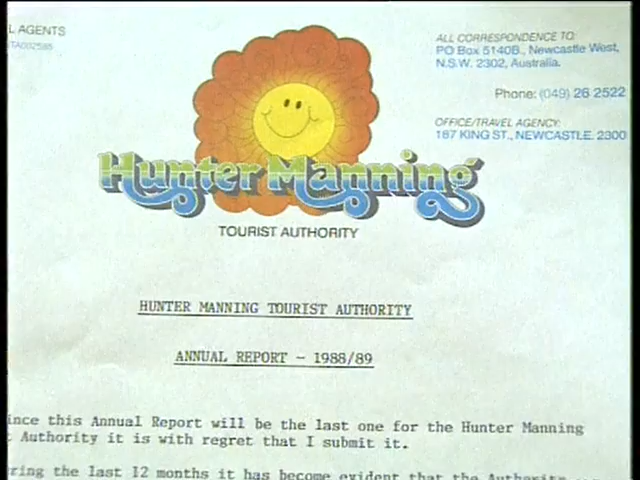 L AGENTS
ALL CORRESPONDENCE TO:
PO Box 5140B., Newcastle West,
N.S.W. 2302, Australia.
Phone: (049) 26 2522
OFFICE/TRAVEL AGENCY:
187 KING ST., NEWCASTLE. 2300
Hunter Manning
TOURIST AUTHORITY
HUNTER MANNING TOURIST AUTHORITY
ANNUAL REPORT - 1988/89
ince this Annual Report will be the last one for the Hunter Manning
t Authority it is with regret that I submit it.
ring the last 12 months it has become evident that the Authority